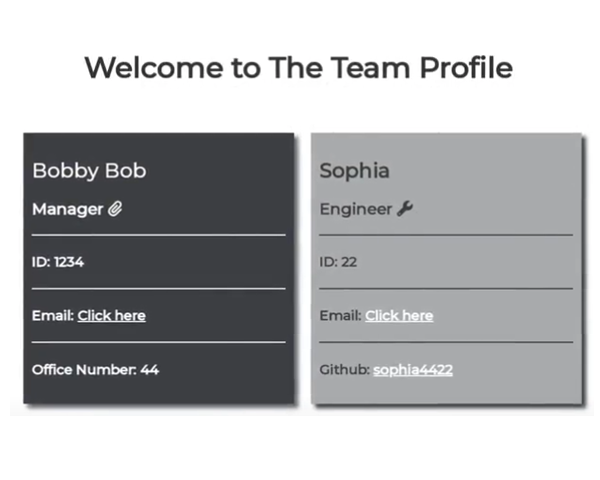 Welcome to The Team Profile
Bobby Bob
Manager
ID: 1234
Email: Click here
Office Number: 44
Sophia
Engineer
ID: 22
Email: Click here
Github: sophia4422